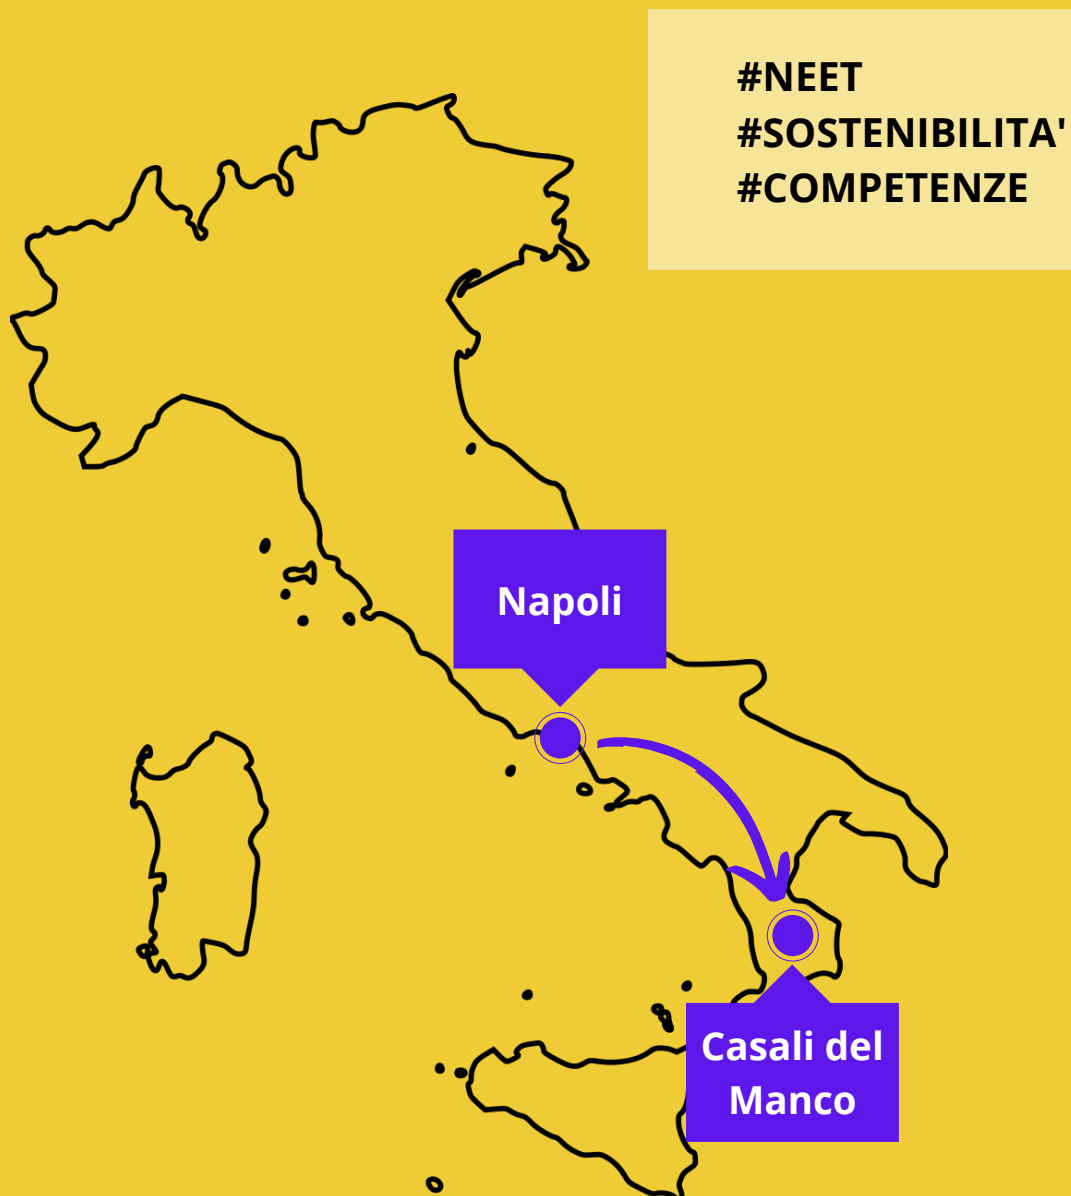 #NEET
#SOSTENIBILITA'
#COMPETENZE
Napoli
Casali del
Manco